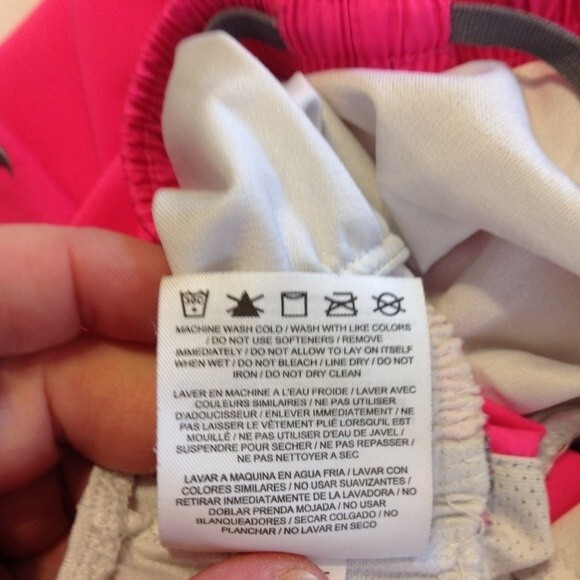 30C
MACHINE WASH COLD / WASH WITH LIKE COLORS
/ DO NOT USE SOFTENERS / REMOVE
IMMEDIATELY / DO NOT ALLOW TO LAY ON ITSELF
WHEN WET / DO NOT BLEACH / LINE DRY / DO NOT
IRON / DO NOT DRY CLEAN
LAVER EN MACHINE A L'EAU FROIDE / LAVER AVEC
COULEURS SIMILAIRES / NE PAS UTILISER
D'ADOUCISSEUR / ENLEVER IMMEDIATEMENT / NE
PAS LAISSER LE VÊTEMENT PLIÉ LORSQU'IL EST
MOUILLÉ / NE PAS UTILISER D'EAU DE JAVEL /
SUSPENDRE POUR SECHER / NE PAS REPASSER /
NE PAS NETTOYER A SEC
LAVAR A MAQUINA EN AGUA FRIA / LAVAR CON
COLORES SIMILARES / NO USAR SUAVIZANTES /
RETIRAR INMEDIATAMENTE DE LA LAVADORA / NO
DOBLAR PRENDA MOJADA / NO USAR
BLANQUEADORES / SECAR COLGADO / NO
PLANCHAR / NO LAVAR EN SECO